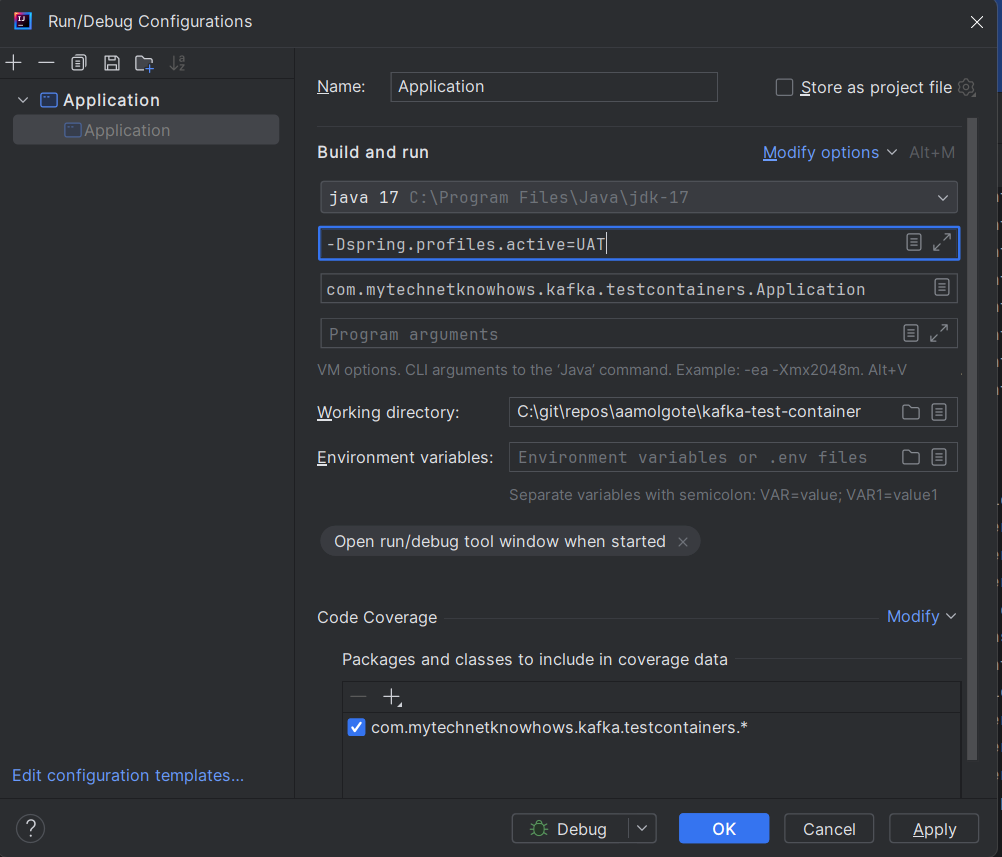 Run/Debug Configurations
Application
Application
Name: Application
Store as project file
Build and run
Modify options Alt+M
java 17 C:\Program Files\Java\jdk-17
-Dspring.profiles.active=UAT
com.mytechnetknowhows.kafka.testcontainers.Application
Program arguments
VM options. CLI arguments to the ‘Java’ command. Example: -ea -Xmx2048m. Alt+V
Working directory: C:\git\repos\aamolgote\kafka-test-container
Environment variables: Environment variables or .env files
Separate variables with semicolon: VAR=value; VAR1=value1
Open run/debug tool window when started
Code Coverage Modify
Packages and classes to include in coverage data
com.mytechnetknowhows.kafka.testcontainers.*
Edit configuration templates...
? Debug OK Cancel Apply